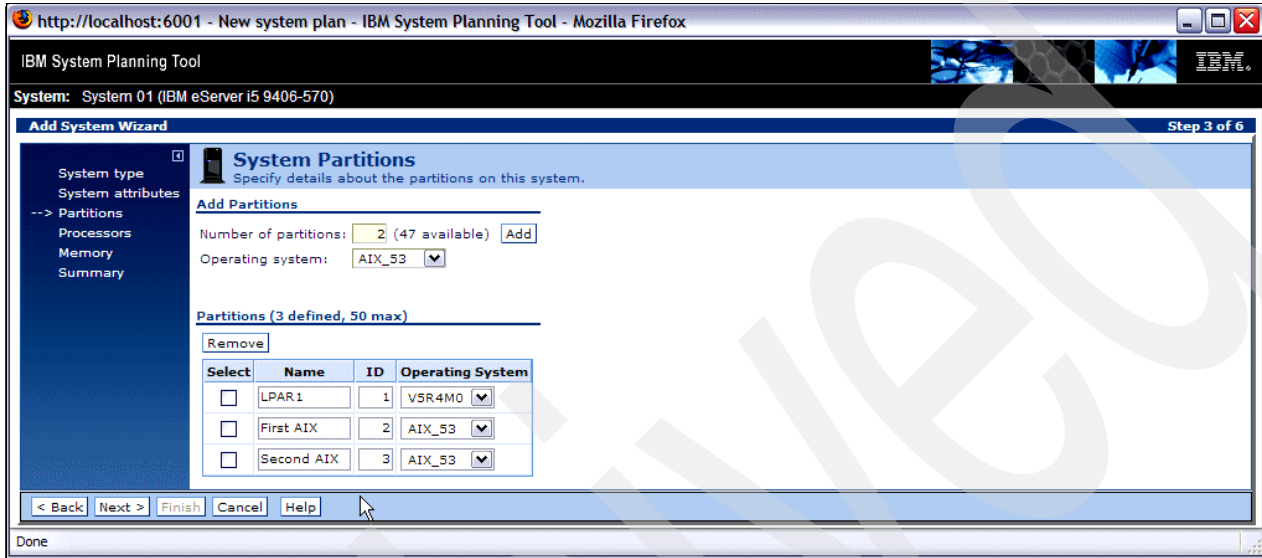 http://localhost:6001 - New system plan - IBM System Planning Tool - Mozilla Firefox
IBM System Planning Tool
IBM.
System: System 01 (IBM eServer i5 9406-570)
Add System Wizard
Step 3 of 6
System type
System attributes
--> Partitions
Processors
Memory
Summary
System Partitions
Specify details about the partitions on this system.
Add Partitions
Number of partitions: 2 (47 available) Add
Operating system: AIX_53
Partitions (3 defined, 50 max)
Remove
Select Name ID Operating System
LPAR1 1 V5R4M0
First AIX 2 AIX_53
Second AIX 3 AIX_53
< Back Next > Finish Cancel Help
Done